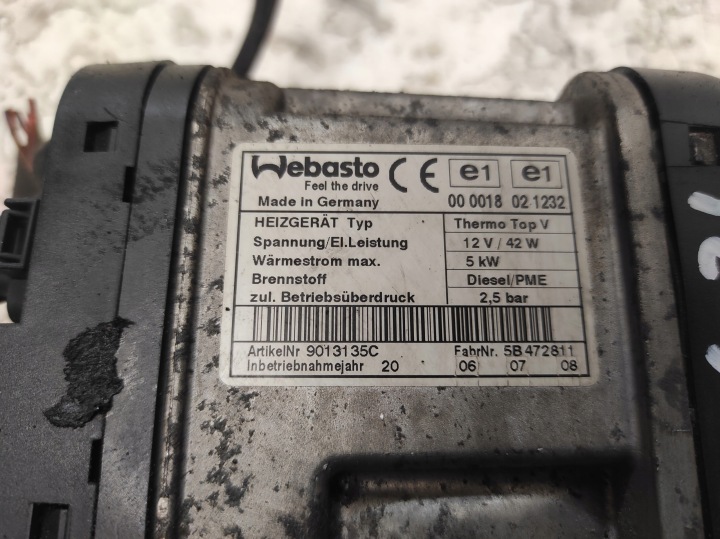 Webasto CE e1 e1
Feel the drive
Made in Germany 00 0018 02 1232
HEIZGERÄT Typ Thermo Top V
Spannung/El.Leistung 12 V / 42 W
Wärmestrom max. 5 kW
Brennstoff Diesel/PME
zul. Betriebsüberdruck 2,5 bar
ArtikelNr 9013135C FabrNr. 5B472811
Inbetriebnahmejahr 20 06 07 08